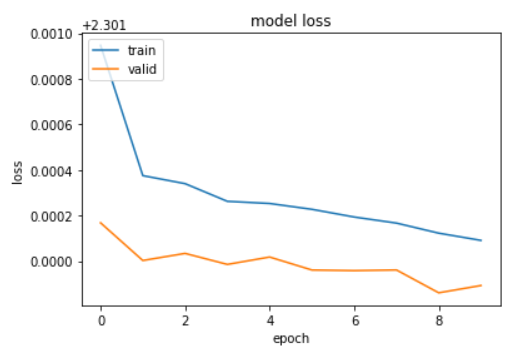 model loss
+2.301
0.0010
0.0008
0.0006
0.0004
0.0002
0.0000
loss
train
valid
0 2 4 6 8
epoch